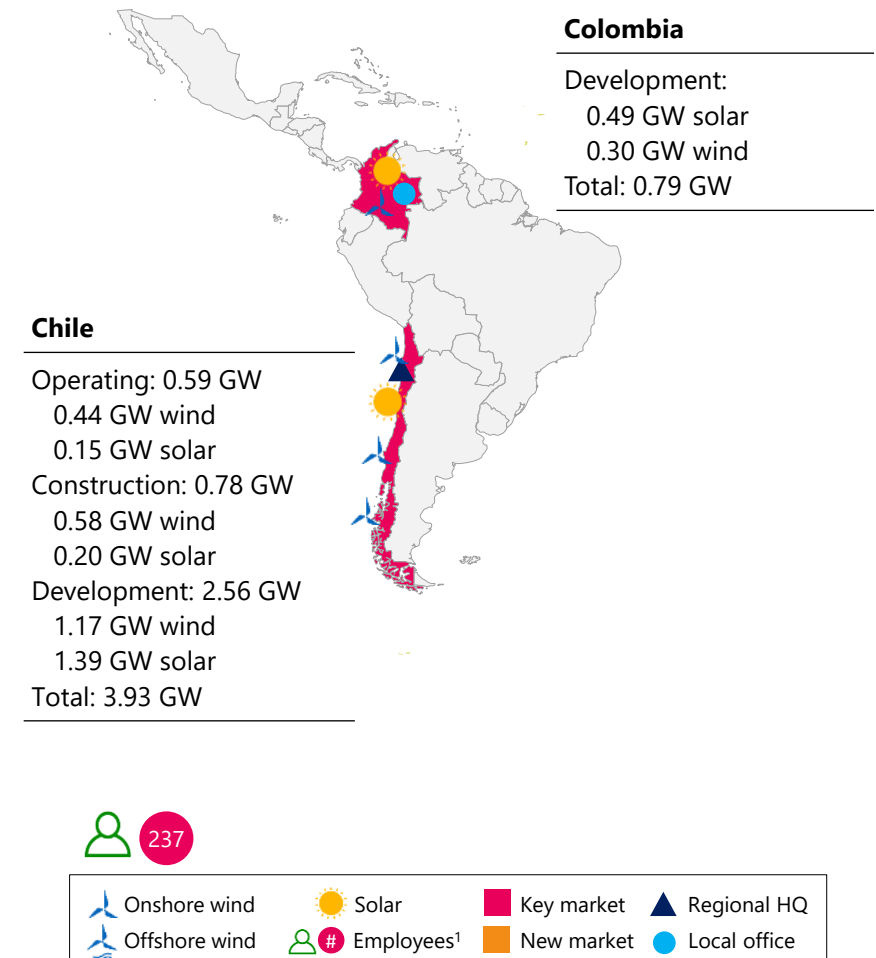 Colombia
Development:
0.49 GW solar
0.30 GW wind
Total: 0.79 GW
Chile
Operating: 0.59 GW
0.44 GW wind
0.15 GW solar
Construction: 0.78 GW
0.58 GW wind
0.20 GW solar
Development: 2.56 GW
1.17 GW wind
1.39 GW solar
Total: 3.93 GW
237
Onshore wind Solar Key market Regional HQ
Offshore wind # Employees¹ New market Local office